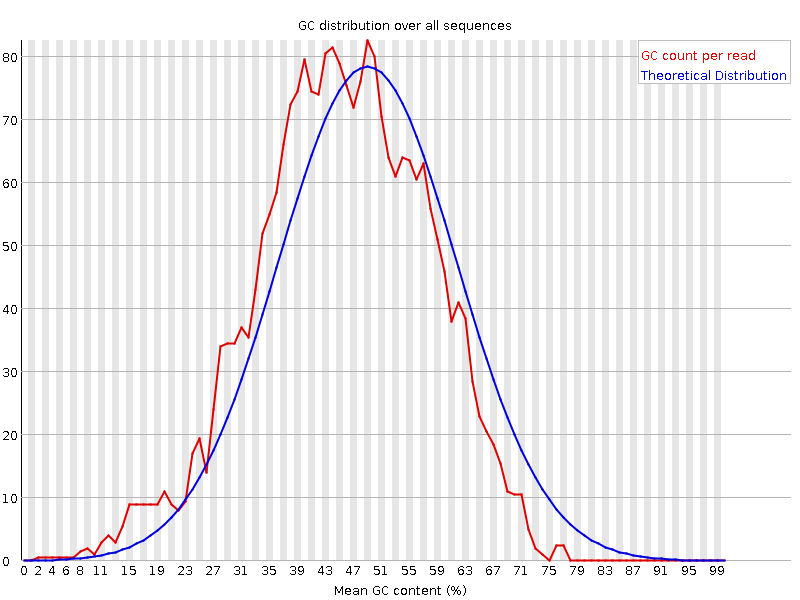 GC distribution over all sequences
GC count per read
Theoretical Distribution
80
70
60
50
40
30
20
10
0
0 2 4 6 8 11 15 19 23 27 31 35 39 43 47 51 55 59 63 67 71 75 79 83 87 91 95 99
Mean GC content (%)